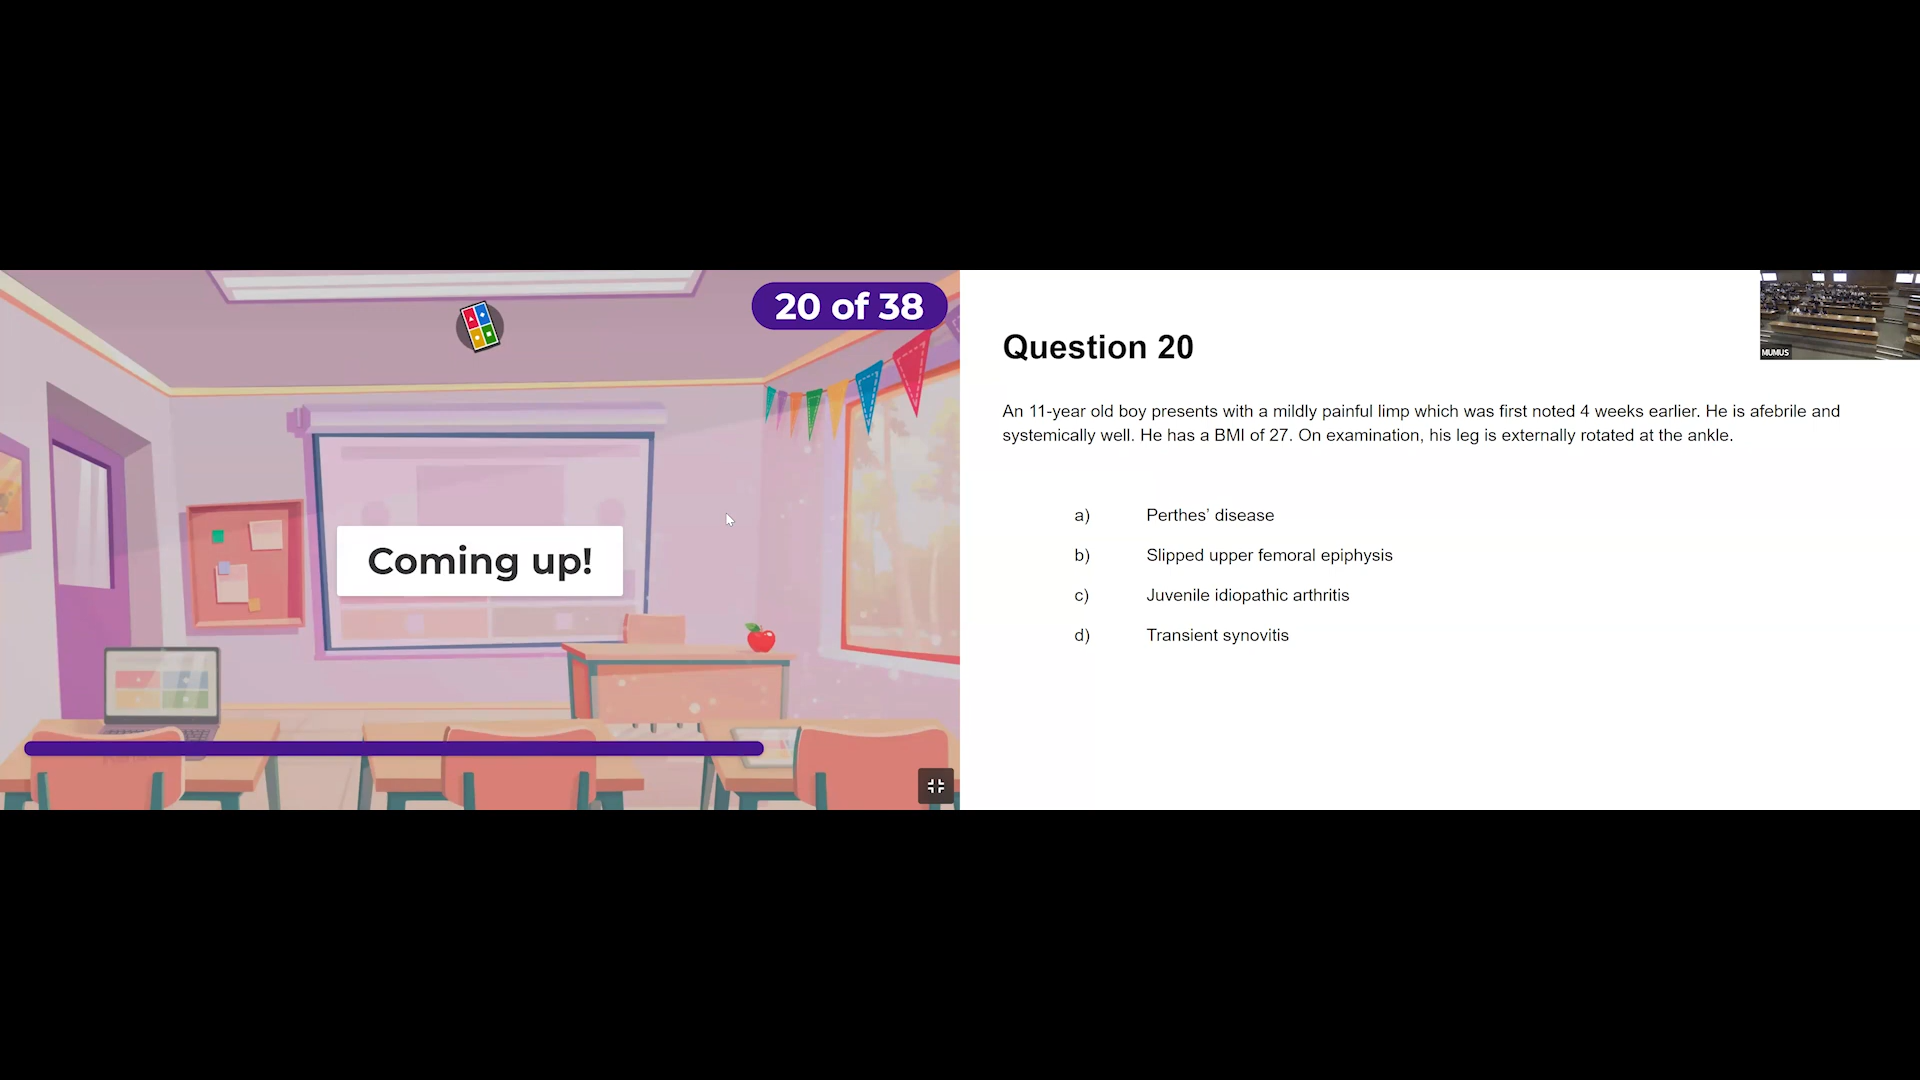 20 of 38
Coming up!
Question 20
MUMUS
An 11-year old boy presents with a mildly painful limp which was first noted 4 weeks earlier. He is afebrile and
systemically well. He has a BMI of 27. On examination, his leg is externally rotated at the ankle.
a) Perthes’ disease
b) Slipped upper femoral epiphysis
c) Juvenile idiopathic arthritis
d) Transient synovitis